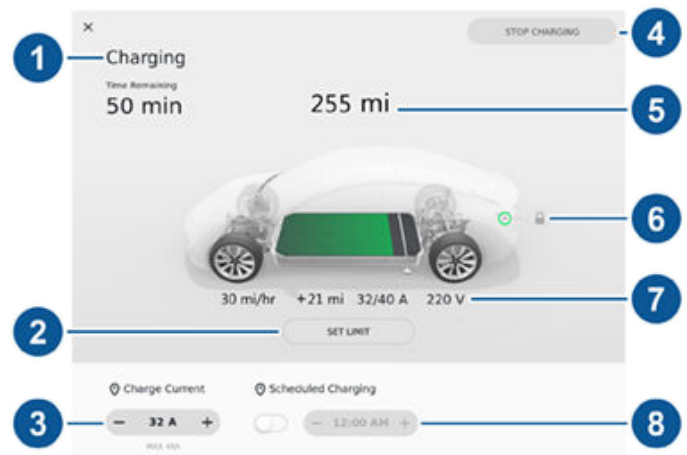 ×
STOP CHARGING
4
1
Charging
Time Remaining
50 min
255 mi
5
6
30 mi/hr +21 mi 32/40 A 220 V
7
2
SET LIMIT
Charge Current
Scheduled Charging
3
− 32 A +
− 12:00 AM +
8